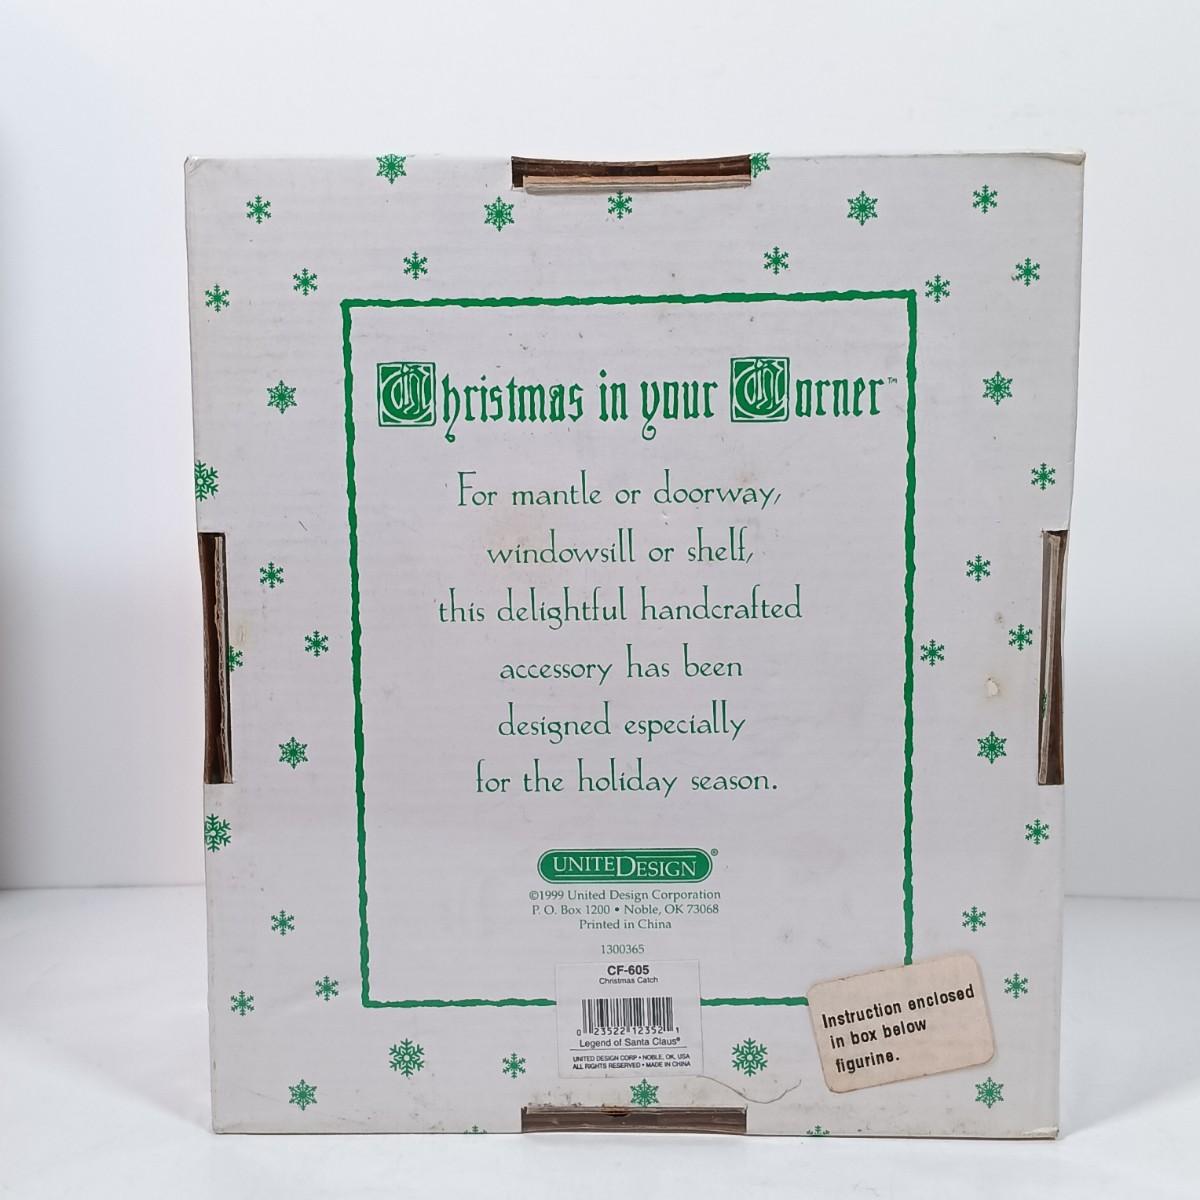 Christmas in your Corner™
For mantle or doorway,
windowsill or shelf,
this delightful handcrafted
accessory has been
designed especially
for the holiday season.
UNITEDESIGN®
©1999 United Design Corporation
P. O. Box 1200 • Noble, OK 73068
Printed in China
1300365
CF-605
Christmas Catch
0 23522 12352 1
Legend of Santa Claus®
UNITED DESIGN CORP • NOBLE, OK, USA
ALL RIGHTS RESERVED • MADE IN CHINA
Instruction enclosed
in box below
figurine.